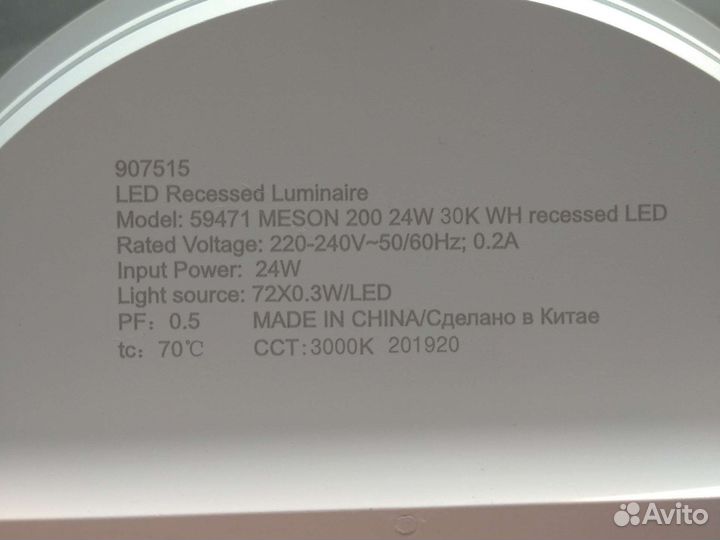 907515
LED Recessed Luminaire
Model: 59471 MESON 200 24W 30K WH recessed LED
Rated Voltage: 220-240V~50/60Hz; 0.2A
Input Power: 24W
Light source: 72X0.3W/LED
PF: 0.5 MADE IN CHINA/Сделано в Китае
tc: 70℃ CCT:3000K 201920
Avito